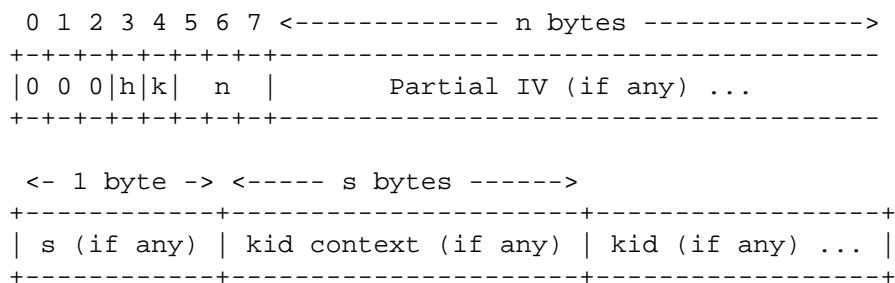 0 1 2 3 4 5 6 7 <------------- n bytes -------------->
+-+-+-+-+-+-+-+-+--------------------------------------
|0 0 0|h|k|  n  |       Partial IV (if any) ...
+-+-+-+-+-+-+-+-+--------------------------------------
 <- 1 byte -> <----- s bytes ------>
+------------+----------------------+------------------+
| s (if any) | kid context (if any) | kid (if any) ... |
+------------+----------------------+------------------+